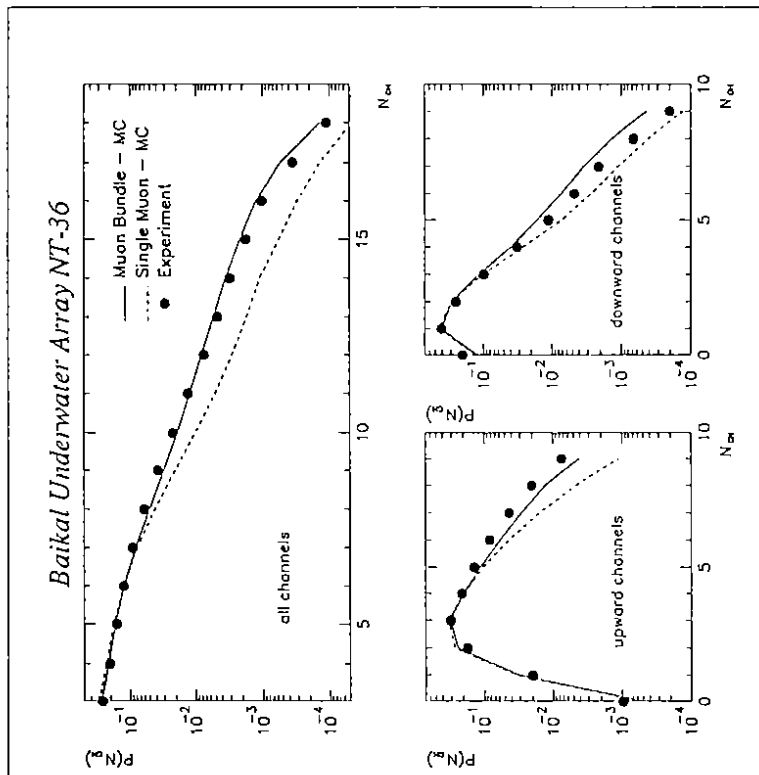 Baikal Underwater Array NT-36
P(N_CH)
10^-1
10^-2
10^-3
10^-4
Muon Bundle – MC
Single Muon – MC
Experiment
all channels
5
10
15
N_CH
P(N_CH)
10^-1
10^-2
10^-3
10^-4
upward channels
0
5
10
N_CH
P(N_CH)
10^-1
10^-2
10^-3
10^-4
downward channels
0
5
10
N_CH